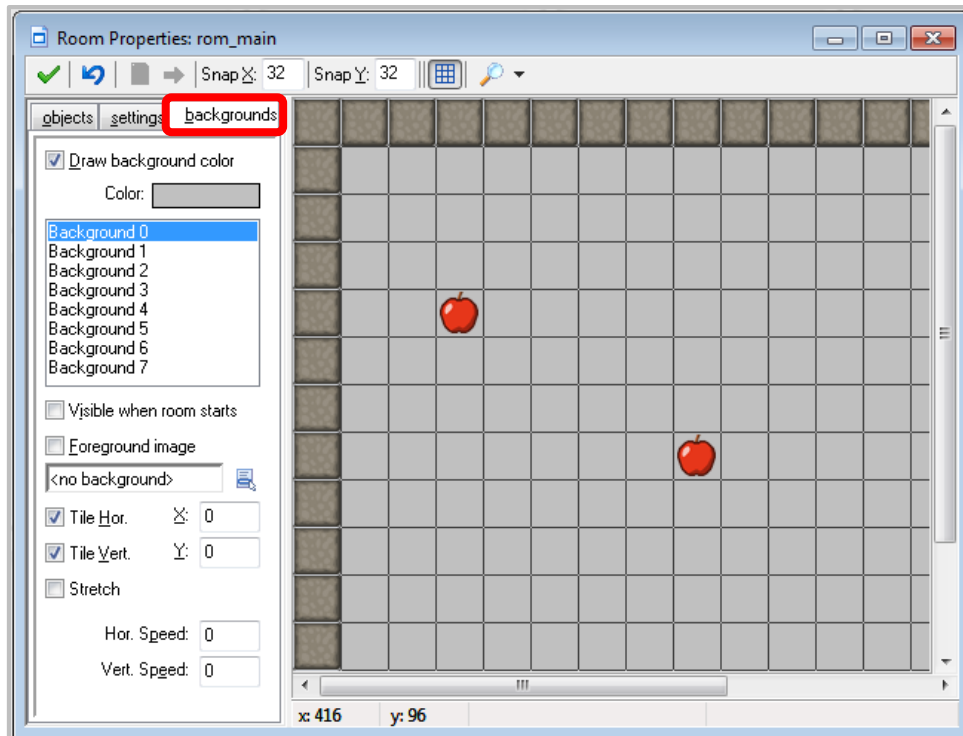 Room Properties: rom_main
Snap X: 32 Snap Y: 32
objects settings backgrounds
Draw background color
Color:
Background 0
Background 1
Background 2
Background 3
Background 4
Background 5
Background 6
Background 7
Visible when room starts
Foreground image
<no background>
Tile Hor. X: 0
Tile Vert. Y: 0
Stretch
Hor. Speed: 0
Vert. Speed: 0
x: 416 y: 96